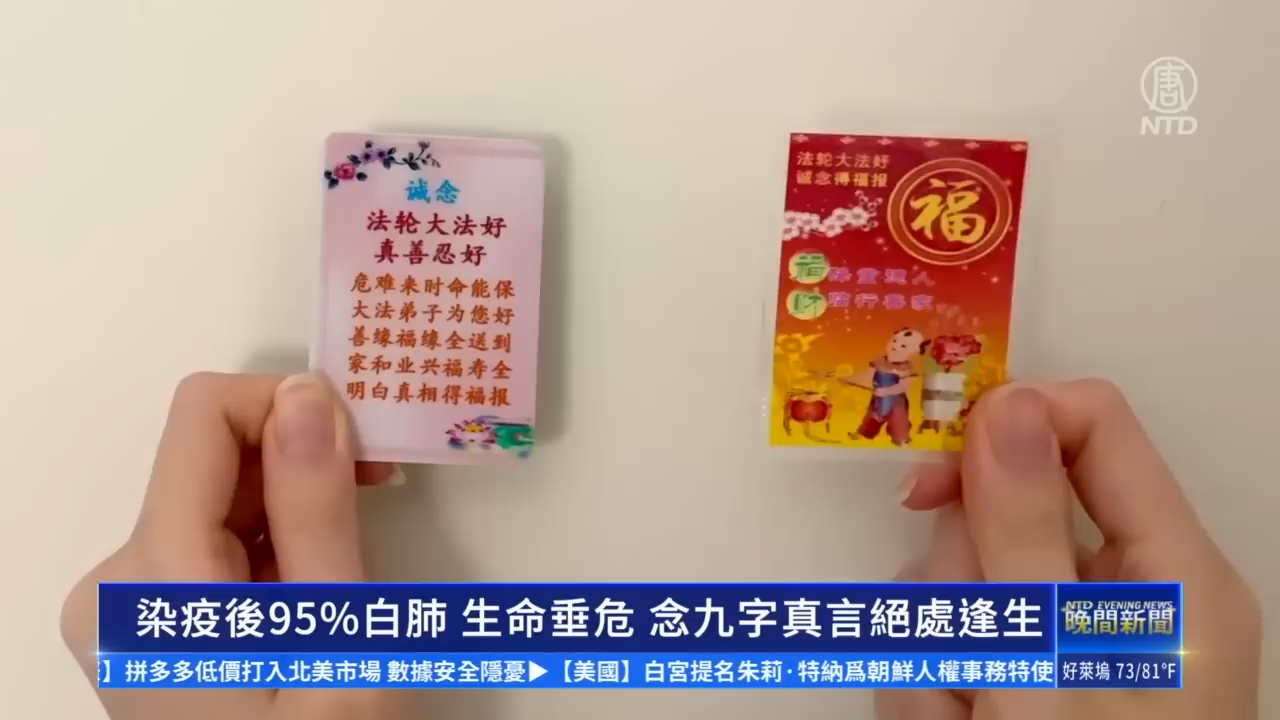 唐
NTD
诚念
法轮大法好
真善忍好
危难来时命能保
大法弟子为您好
善缘福缘全送到
家和业兴福寿全
明白真相得福报
法轮大法好
诚念得福报
福
福
财
人
染疫後95%白肺 生命垂危 念九字真言絕處逢生
NTD EVENING NEWS
晚間新聞
】拼多多低價打入北美市場 數據安全隱憂▶【美國】白宮提名朱莉·特納爲朝鮮人權事務特使
好萊塢 73/81°F